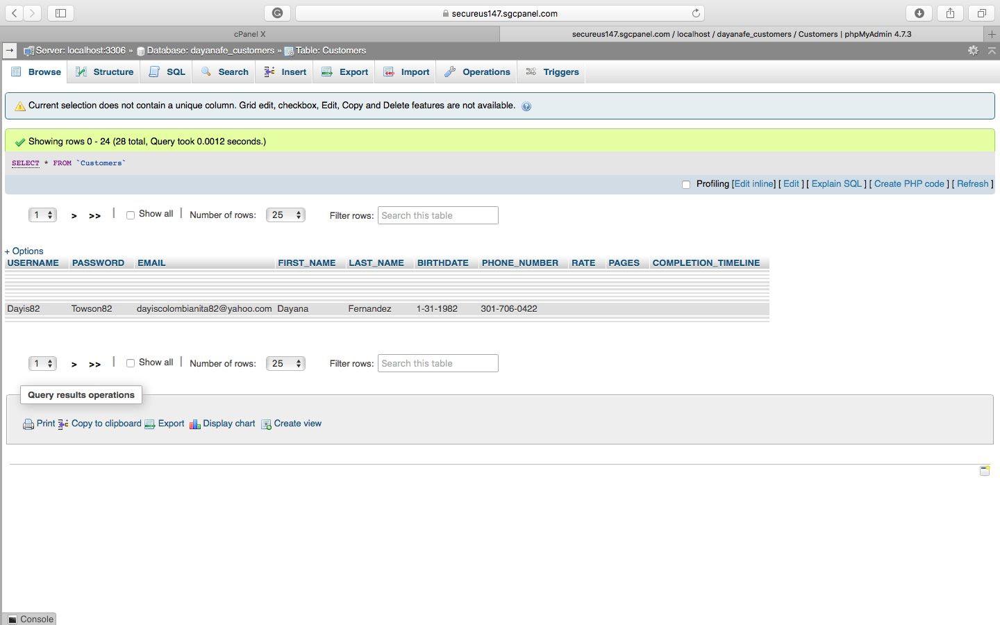 secureus147.sgcpanel.com
cPanel X
secureus147.sgcpanel.com / localhost / dayanafe_customers / Customers | phpMyAdmin 4.7.3
Server: localhost:3306 » Database: dayanafe_customers » Table: Customers
Browse Structure SQL Search Insert Export Import Operations Triggers
Current selection does not contain a unique column. Grid edit, checkbox, Edit, Copy and Delete features are not available.
Showing rows 0 - 24 (28 total, Query took 0.0012 seconds.)
SELECT * FROM `Customers`
Profiling [Edit inline] [ Edit ] [ Explain SQL ] [ Create PHP code ] [ Refresh ]
1 > >> | Show all | Number of rows: 25 Filter rows: Search this table
+ Options
USERNAME PASSWORD EMAIL FIRST_NAME LAST_NAME BIRTHDATE PHONE_NUMBER RATE PAGES COMPLETION_TIMELINE
Dayis82 Towson82 dayiscolombianita82@yahoo.com Dayana Fernandez 1-31-1982 301-706-0422
1 > >> | Show all | Number of rows: 25 Filter rows: Search this table
Query results operations
Print Copy to clipboard Export Display chart Create view
Console